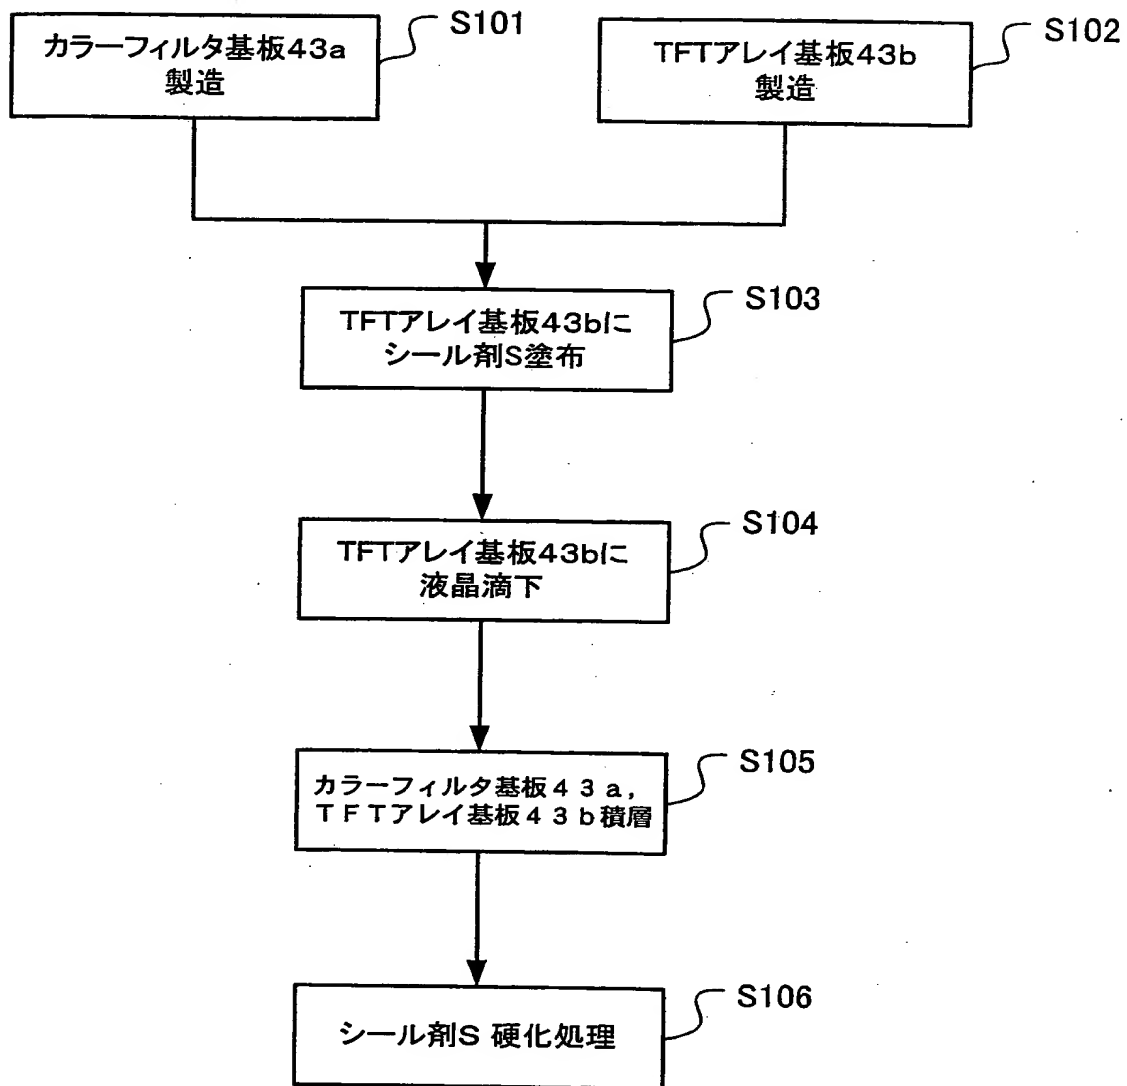 カラーフィルタ基板43a
製造
S101
TFTアレイ基板43b
製造
S102
TFTアレイ基板43bに
シール剤S塗布
S103
TFTアレイ基板43bに
液晶滴下
S104
カラーフィルタ基板４３ａ，
ＴＦＴアレイ基板４３ｂ積層
S105
シール剤S 硬化処理
S106